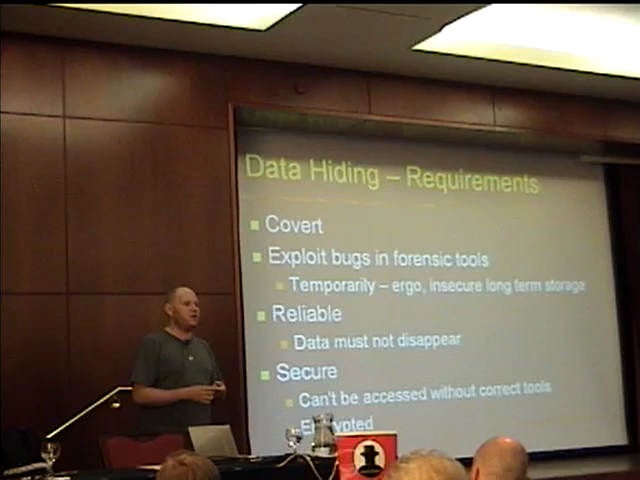 Data Hiding – Requirements
Covert
Exploit bugs in forensic tools
Temporarily – ergo, insecure long term storage
Reliable
Data must not disappear
Secure
Can't be accessed without correct tools
Encrypted